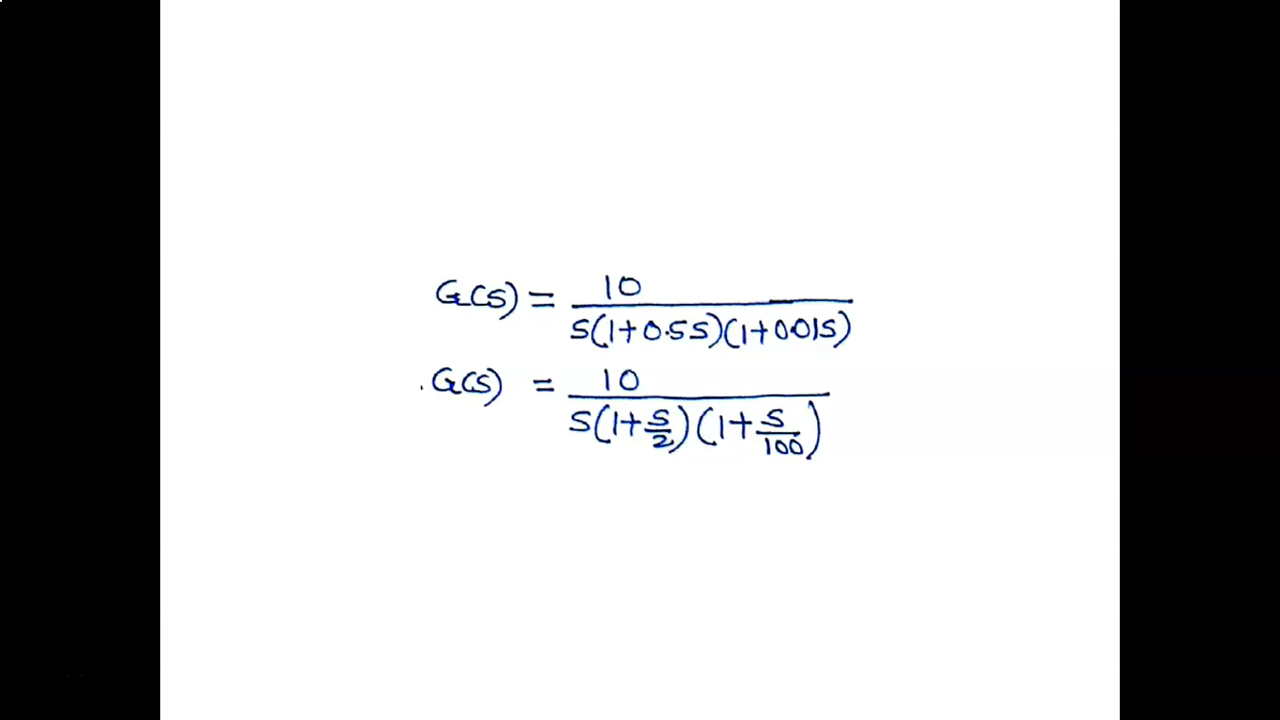 G(s) = 10 / s(1+0.5s)(1+0.01s)
G(s) = 10 / s(1+s/2)(1+s/100)